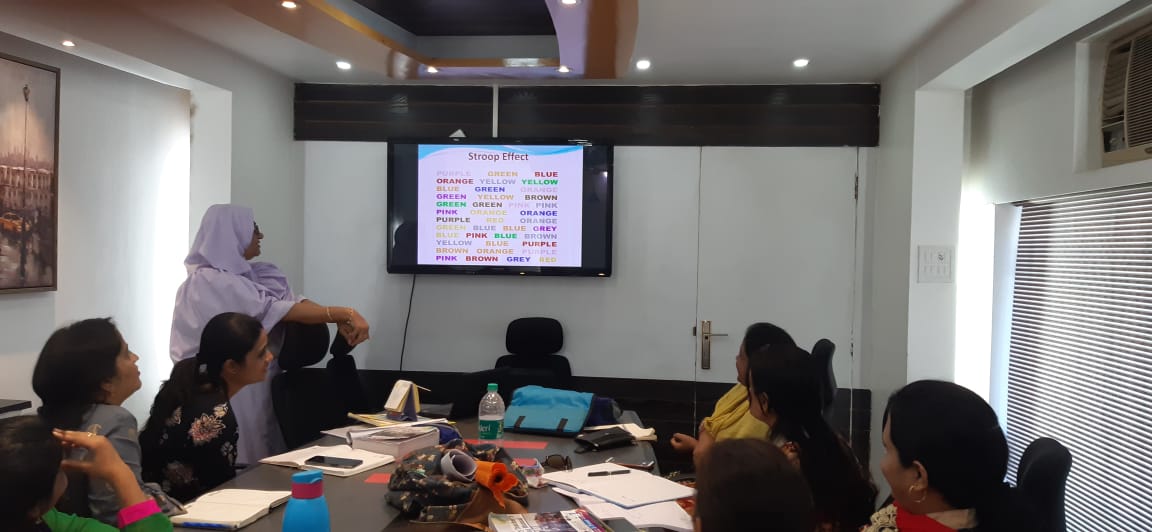 Stroop Effect
PURPLE GREEN BLUE
ORANGE YELLOW YELLOW
BLUE GREEN ORANGE
GREEN YELLOW BROWN
GREEN GREEN PINK PINK
PINK ORANGE ORANGE
PURPLE RED ORANGE
GREEN BLUE BLUE GREY
BLUE PINK BLUE BROWN
YELLOW BLUE PURPLE
BROWN ORANGE PURPLE
PINK BROWN GREY RED